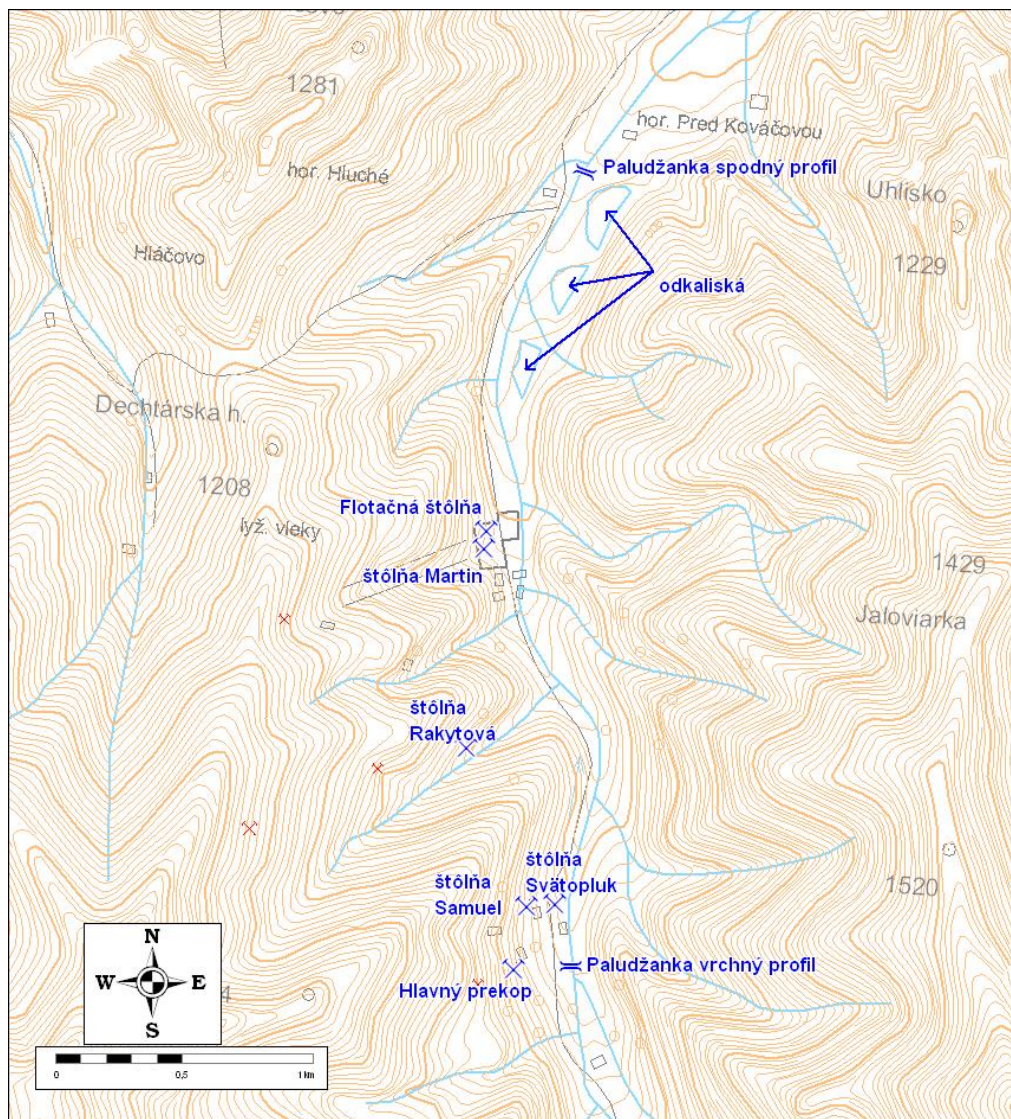 1281
hor. Pred Kováčovou
hor. Hluché
Paludžanka spodný profil
Uhlísko
Hláčovo
1229
odkaliská
Dechtárska h.
1208
Flotačná štôlňa
lyž. vleky
štôlňa Martin
1429
Jaloviarka
štôlňa
Rakytová
štôlňa
Svätopluk
štôlňa
Samuel
1520
Paludžanka vrchný profil
Hlavný prekop
N
W
E
S
4
0
0,5
1 km